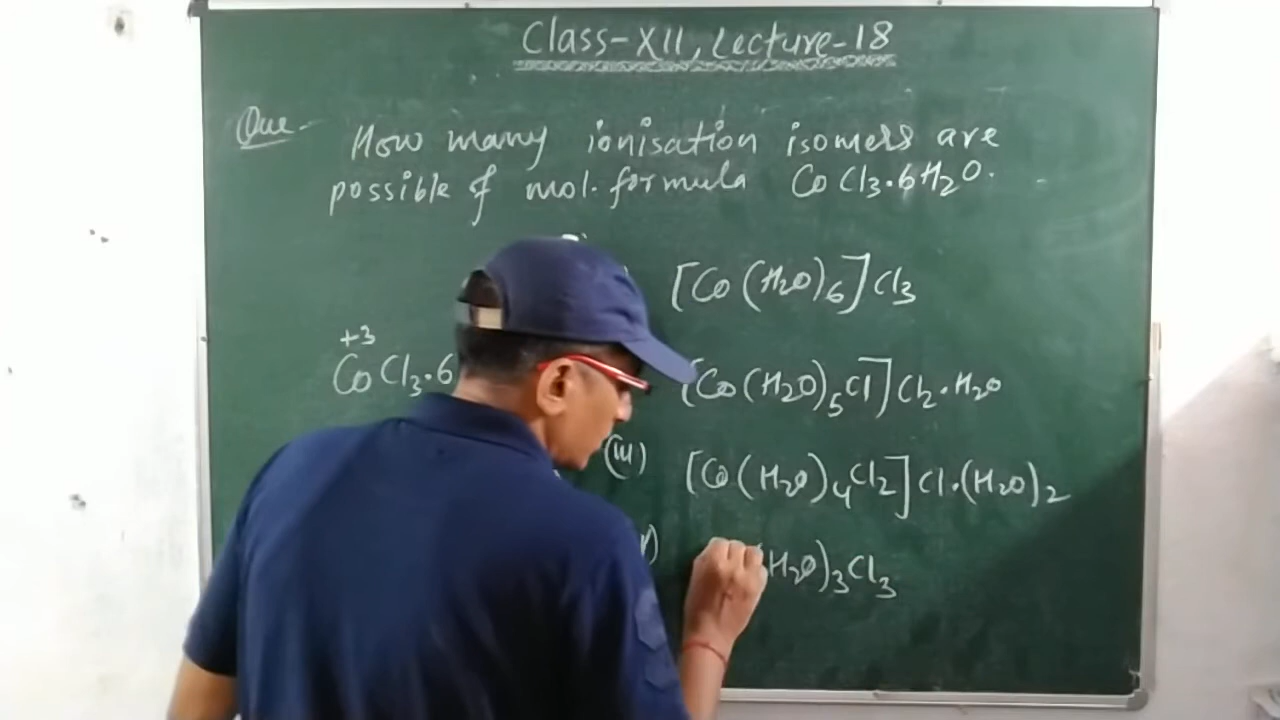 Class-XII, Lecture-18
Que- How many ionisation isomers are
possible of mol. formula CoCl3.6H2O.
[Co(H2O)6]Cl3
+3
CoCl3.6
[Co(H2O)5Cl]Cl2.H2O
(iii) [Co(H2O)4Cl2]Cl.(H2O)2
(H2O)3Cl3